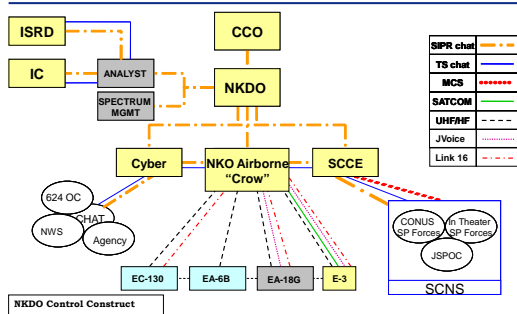 ISRD
CCO
IC
ANALYST
SPECTRUM
MGMT
NKDO
SIPR chat
TS chat
MCS
SATCOM
UHF/HF
JVoice
Link 16
Cyber
NKO Airborne
“Crow”
SCCE
624 OC
CHAT
NWS
Agency
CONUS
SP Forces
In Theater
SP Forces
JSPOC
SCNS
EC-130
EA-6B
EA-18G
E-3
NKDO Control Construct